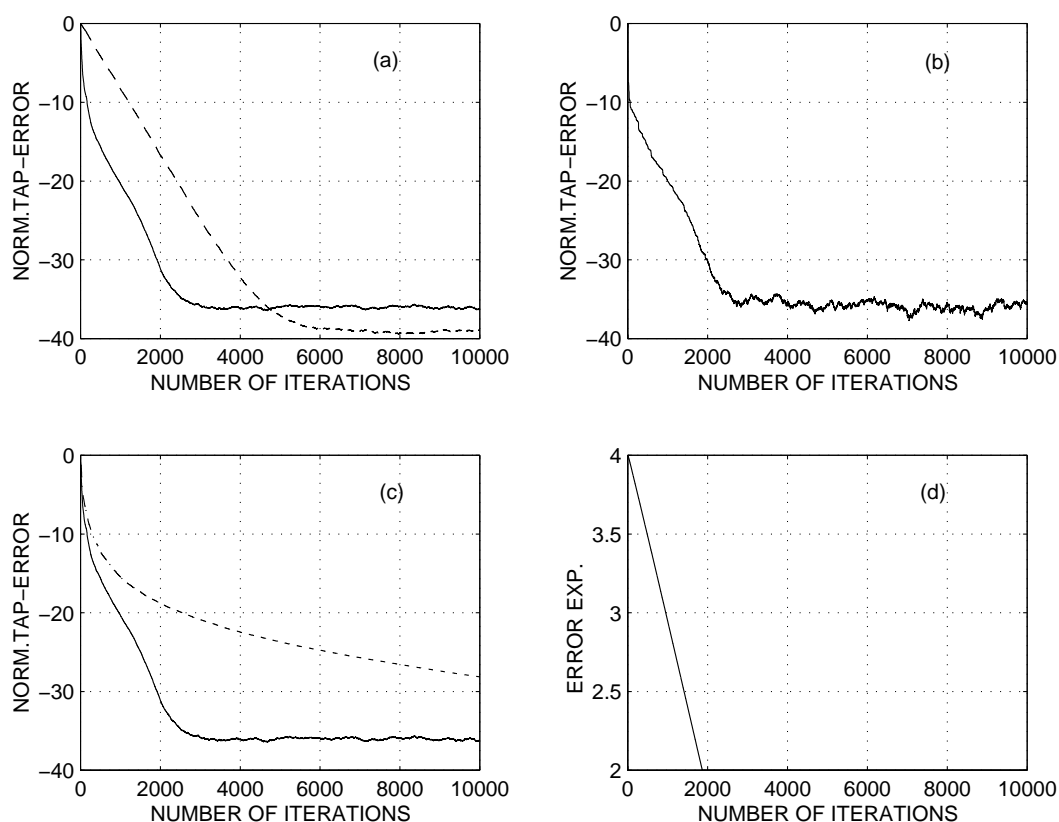 0
−10
−20
−30
−40
NORM.TAP−ERROR
(a)
0 2000 4000 6000 8000 10000
NUMBER OF ITERATIONS
0
−10
−20
−30
−40
NORM.TAP−ERROR
(b)
0 2000 4000 6000 8000 10000
NUMBER OF ITERATIONS
0
−10
−20
−30
−40
NORM.TAP−ERROR
(c)
0 2000 4000 6000 8000 10000
NUMBER OF ITERATIONS
4
3.5
3
2.5
2
ERROR EXP.
(d)
0 2000 4000 6000 8000 10000
NUMBER OF ITERATIONS